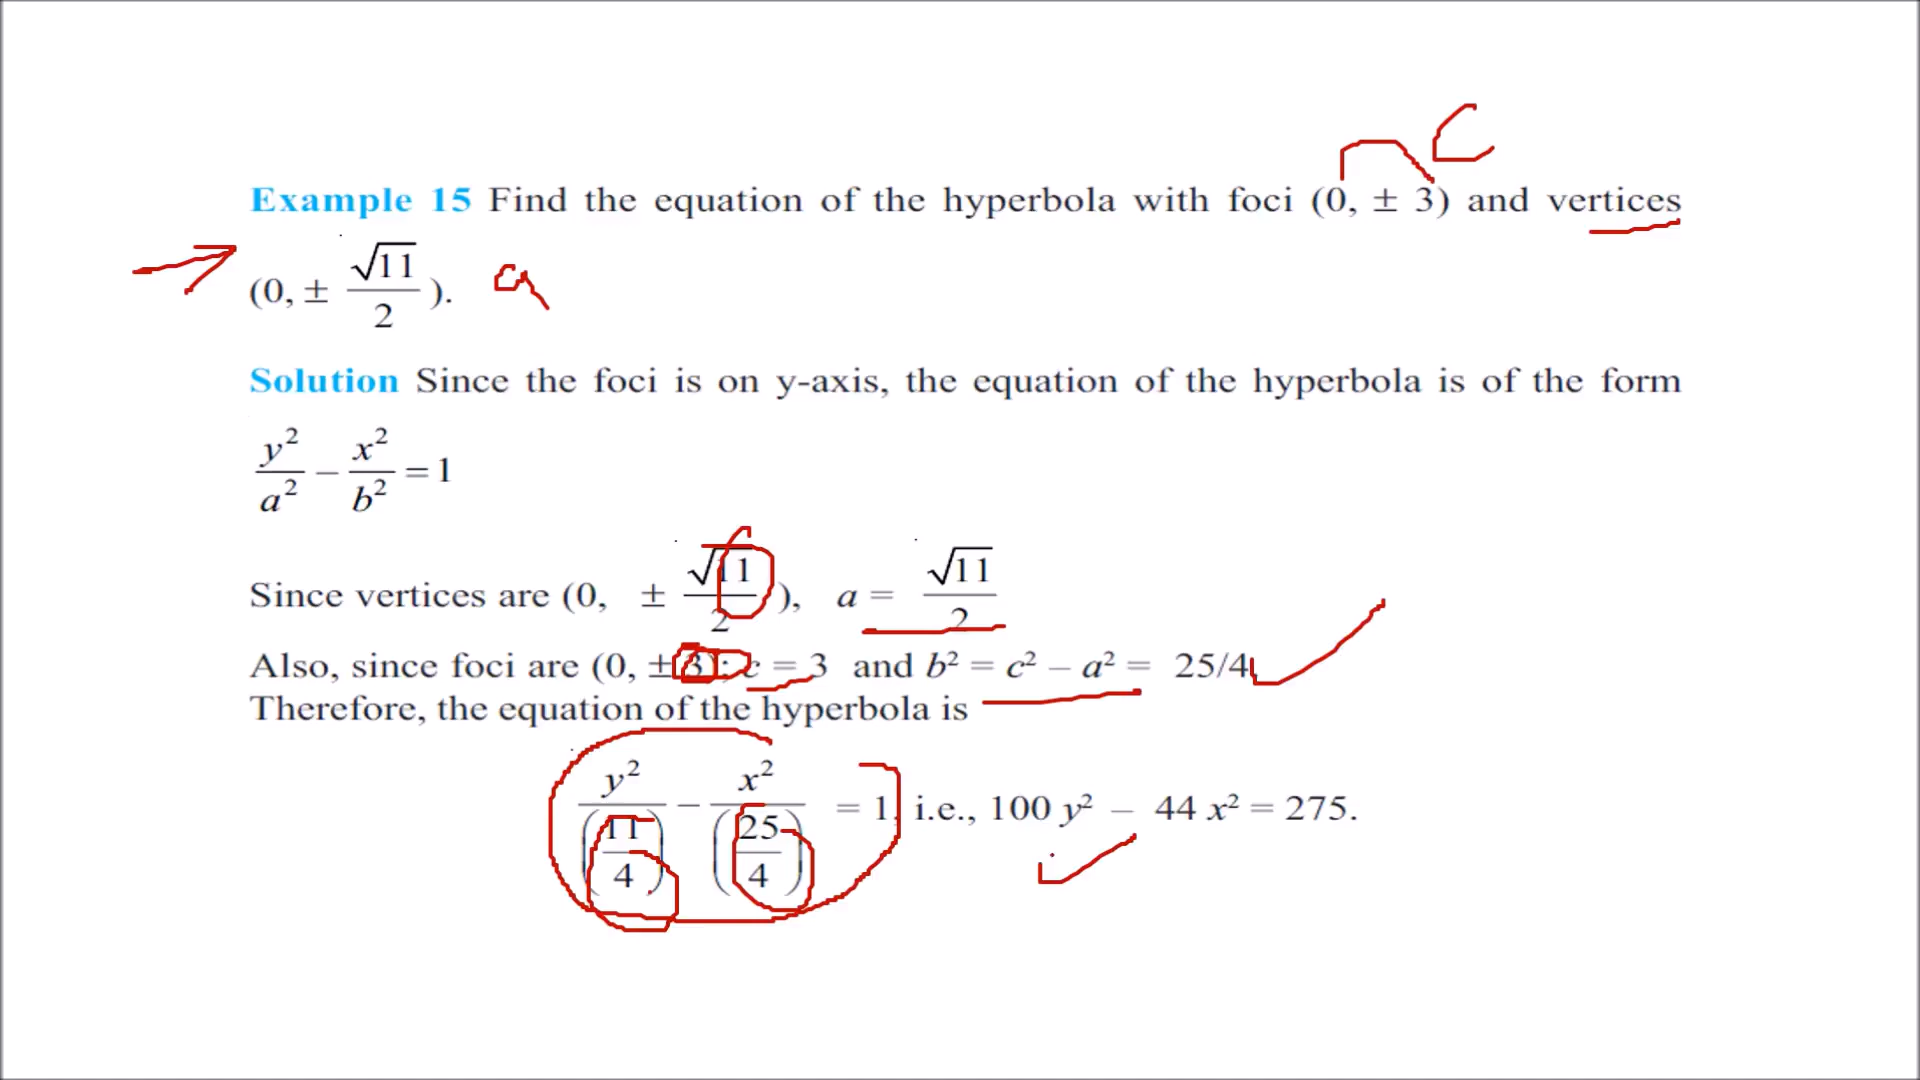 C
Example 15 Find the equation of the hyperbola with foci (0, ± 3) and vertices
(0, ± √11/2 ). a
Solution Since the foci is on y-axis, the equation of the hyperbola is of the form
y²/a² – x²/b² = 1
Since vertices are (0, ± √11/2 ), a = √11/2
Also, since foci are (0, ± 3); c = 3 and b² = c² – a² = 25/4
Therefore, the equation of the hyperbola is
y²/(11/4) – x²/(25/4) = 1, i.e., 100 y² – 44 x² = 275.